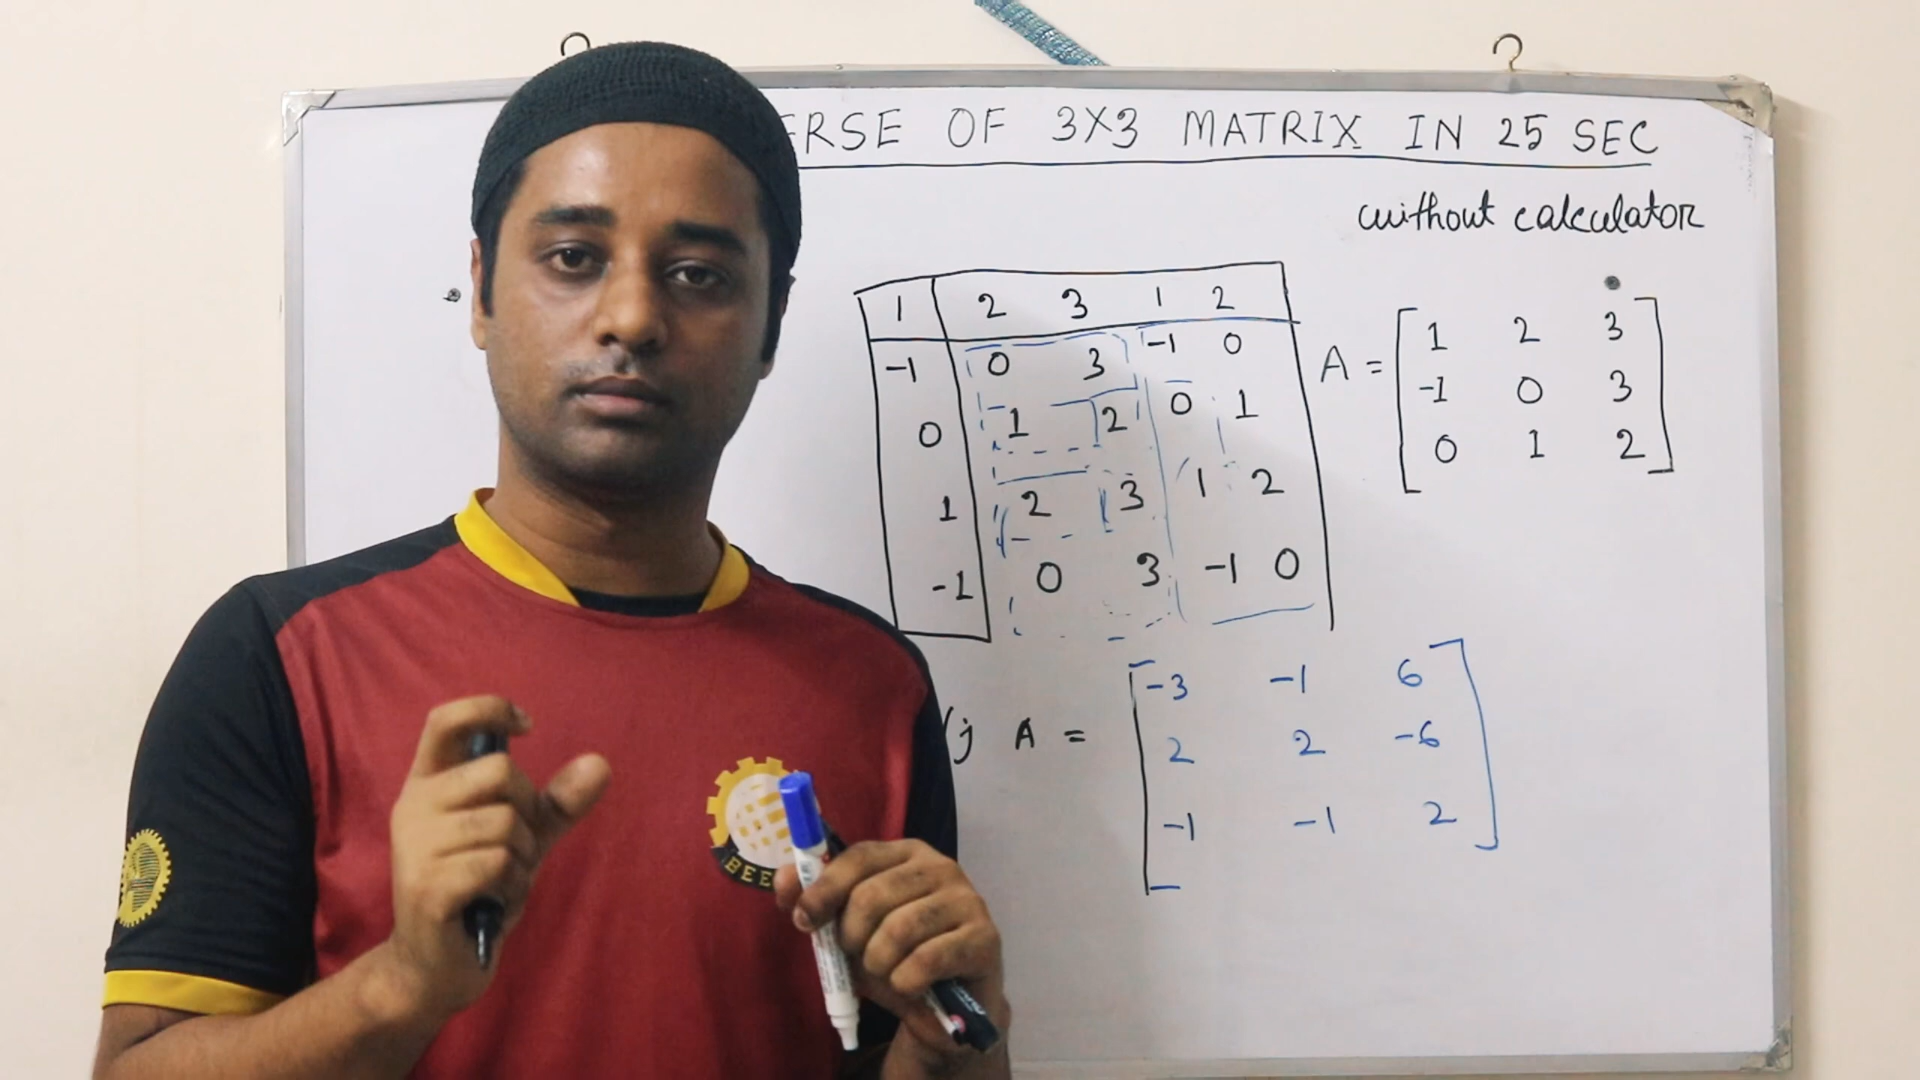 ERSE OF 3X3 MATRIX IN 25 SEC
without calculator
1 2 3 1 2
-1 0 3 -1 0
0 1 2 0 1
1 2 3 1 2
-1 0 3 -1 0
A = 1 2 3
-1 0 3
0 1 2
j A = -3 -1 6
2 2 -6
-1 -1 2
BEE